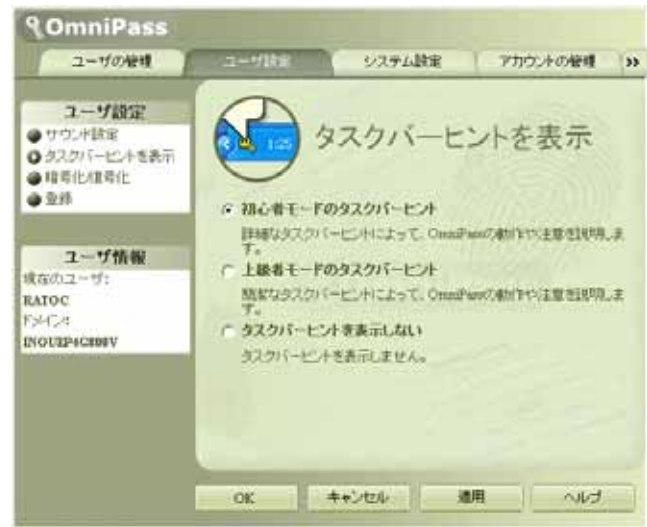 OmniPass
ユーザの管理 ユーザ設定 システム設定 アカウントの管理 »
ユーザ設定
サウンド設定
タスクバーヒントを表示
暗号化/復号化
登録
ユーザ情報
現在のユーザ:
RATOC
ドメイン:
1:25
タスクバーヒントを表示
初心者モードのタスクバーヒント
詳細なタスクバーヒントによって、OmniPassの動作や注意を説明しま
す。
上級者モードのタスクバーヒント
簡潔なタスクバーヒントによって、OmniPassの動作や注意を説明しま
す。
タスクバーヒントを表示しない
タスクバーヒントを表示しません。
OK キャンセル 適用 ヘルプ